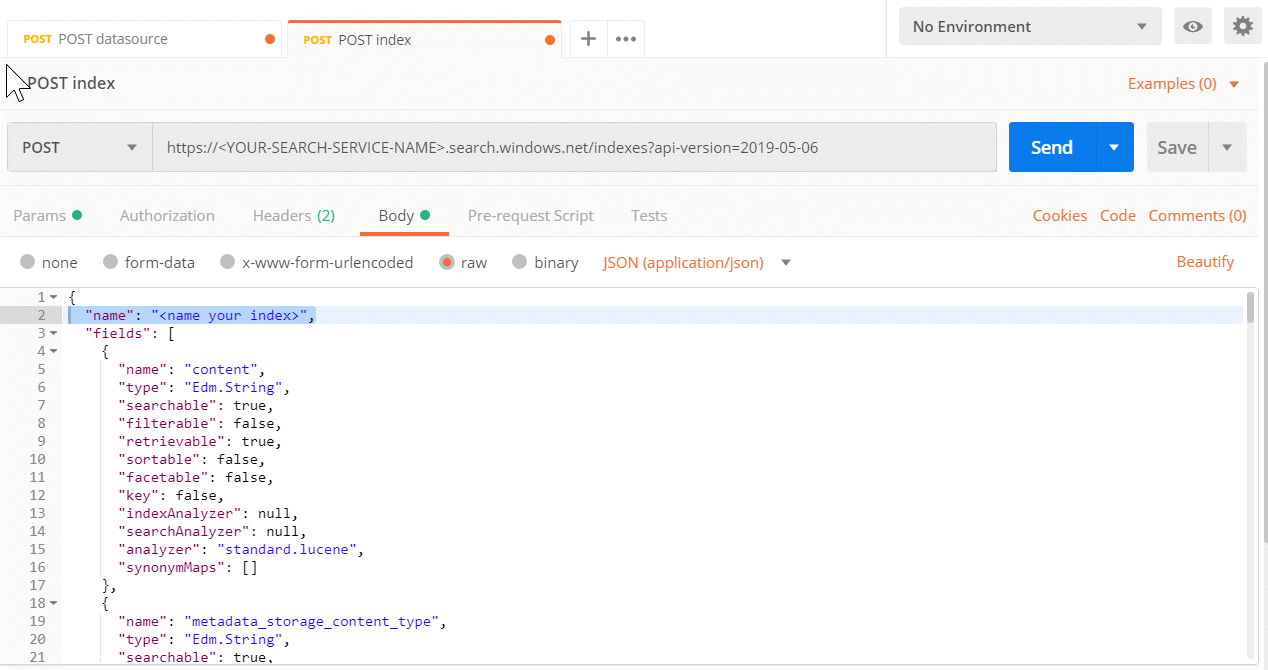 POST POST datasource
POST POST index
No Environment
POST index
Examples (0)
POST https://<YOUR-SEARCH-SERVICE-NAME>.search.windows.net/indexes?api-version=2019-05-06 Send Save
Params Authorization Headers (2) Body Pre-request Script Tests Cookies Code Comments (0)
none form-data x-www-form-urlencoded raw binary JSON (application/json) Beautify
1 {
2 "name": "<name your index>",
3 "fields": [
4 {
5 "name": "content",
6 "type": "Edm.String",
7 "searchable": true,
8 "filterable": false,
9 "retrievable": true,
10 "sortable": false,
11 "facetable": false,
12 "key": false,
13 "indexAnalyzer": null,
14 "searchAnalyzer": null,
15 "analyzer": "standard.lucene",
16 "synonymMaps": []
17 },
18 {
19 "name": "metadata_storage_content_type",
20 "type": "Edm.String",
21 "searchable": true,